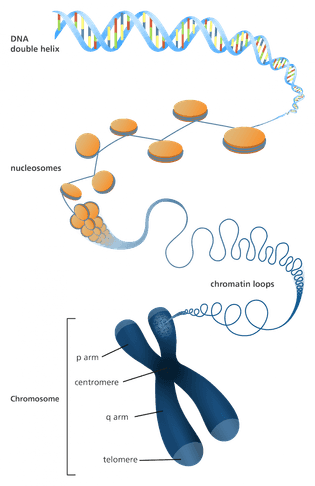 DNA
double helix
nucleosomes
chromatin loops
p arm
centromere
Chromosome
q arm
telomere